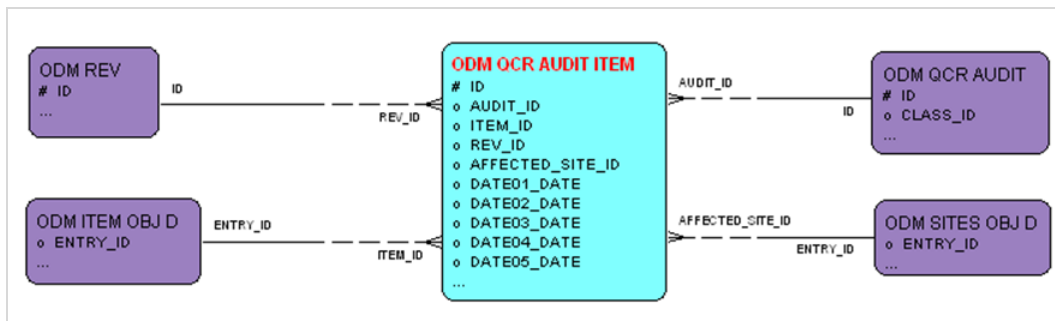 ODM REV
# ID
...
ID
REV_ID
ODM ITEM OBJ D
o ENTRY_ID
...
ENTRY_ID
ITEM_ID
ODM QCR AUDIT ITEM
# ID
o AUDIT_ID
o ITEM_ID
o REV_ID
o AFFECTED_SITE_ID
o DATE01_DATE
o DATE02_DATE
o DATE03_DATE
o DATE04_DATE
o DATE05_DATE
...
AUDIT_ID
ID
ODM QCR AUDIT
# ID
o CLASS_ID
...
AFFECTED_SITE_ID
ENTRY_ID
ODM SITES OBJ D
o ENTRY_ID
...